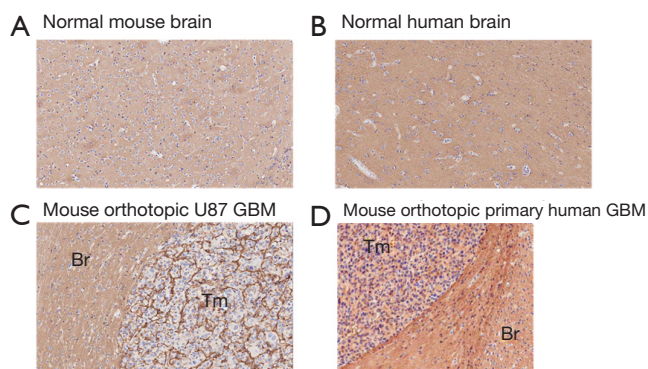 A Normal mouse brain
B Normal human brain
C Mouse orthotopic U87 GBM
Br
Tm
D Mouse orthotopic primary human GBM
Tm
Br